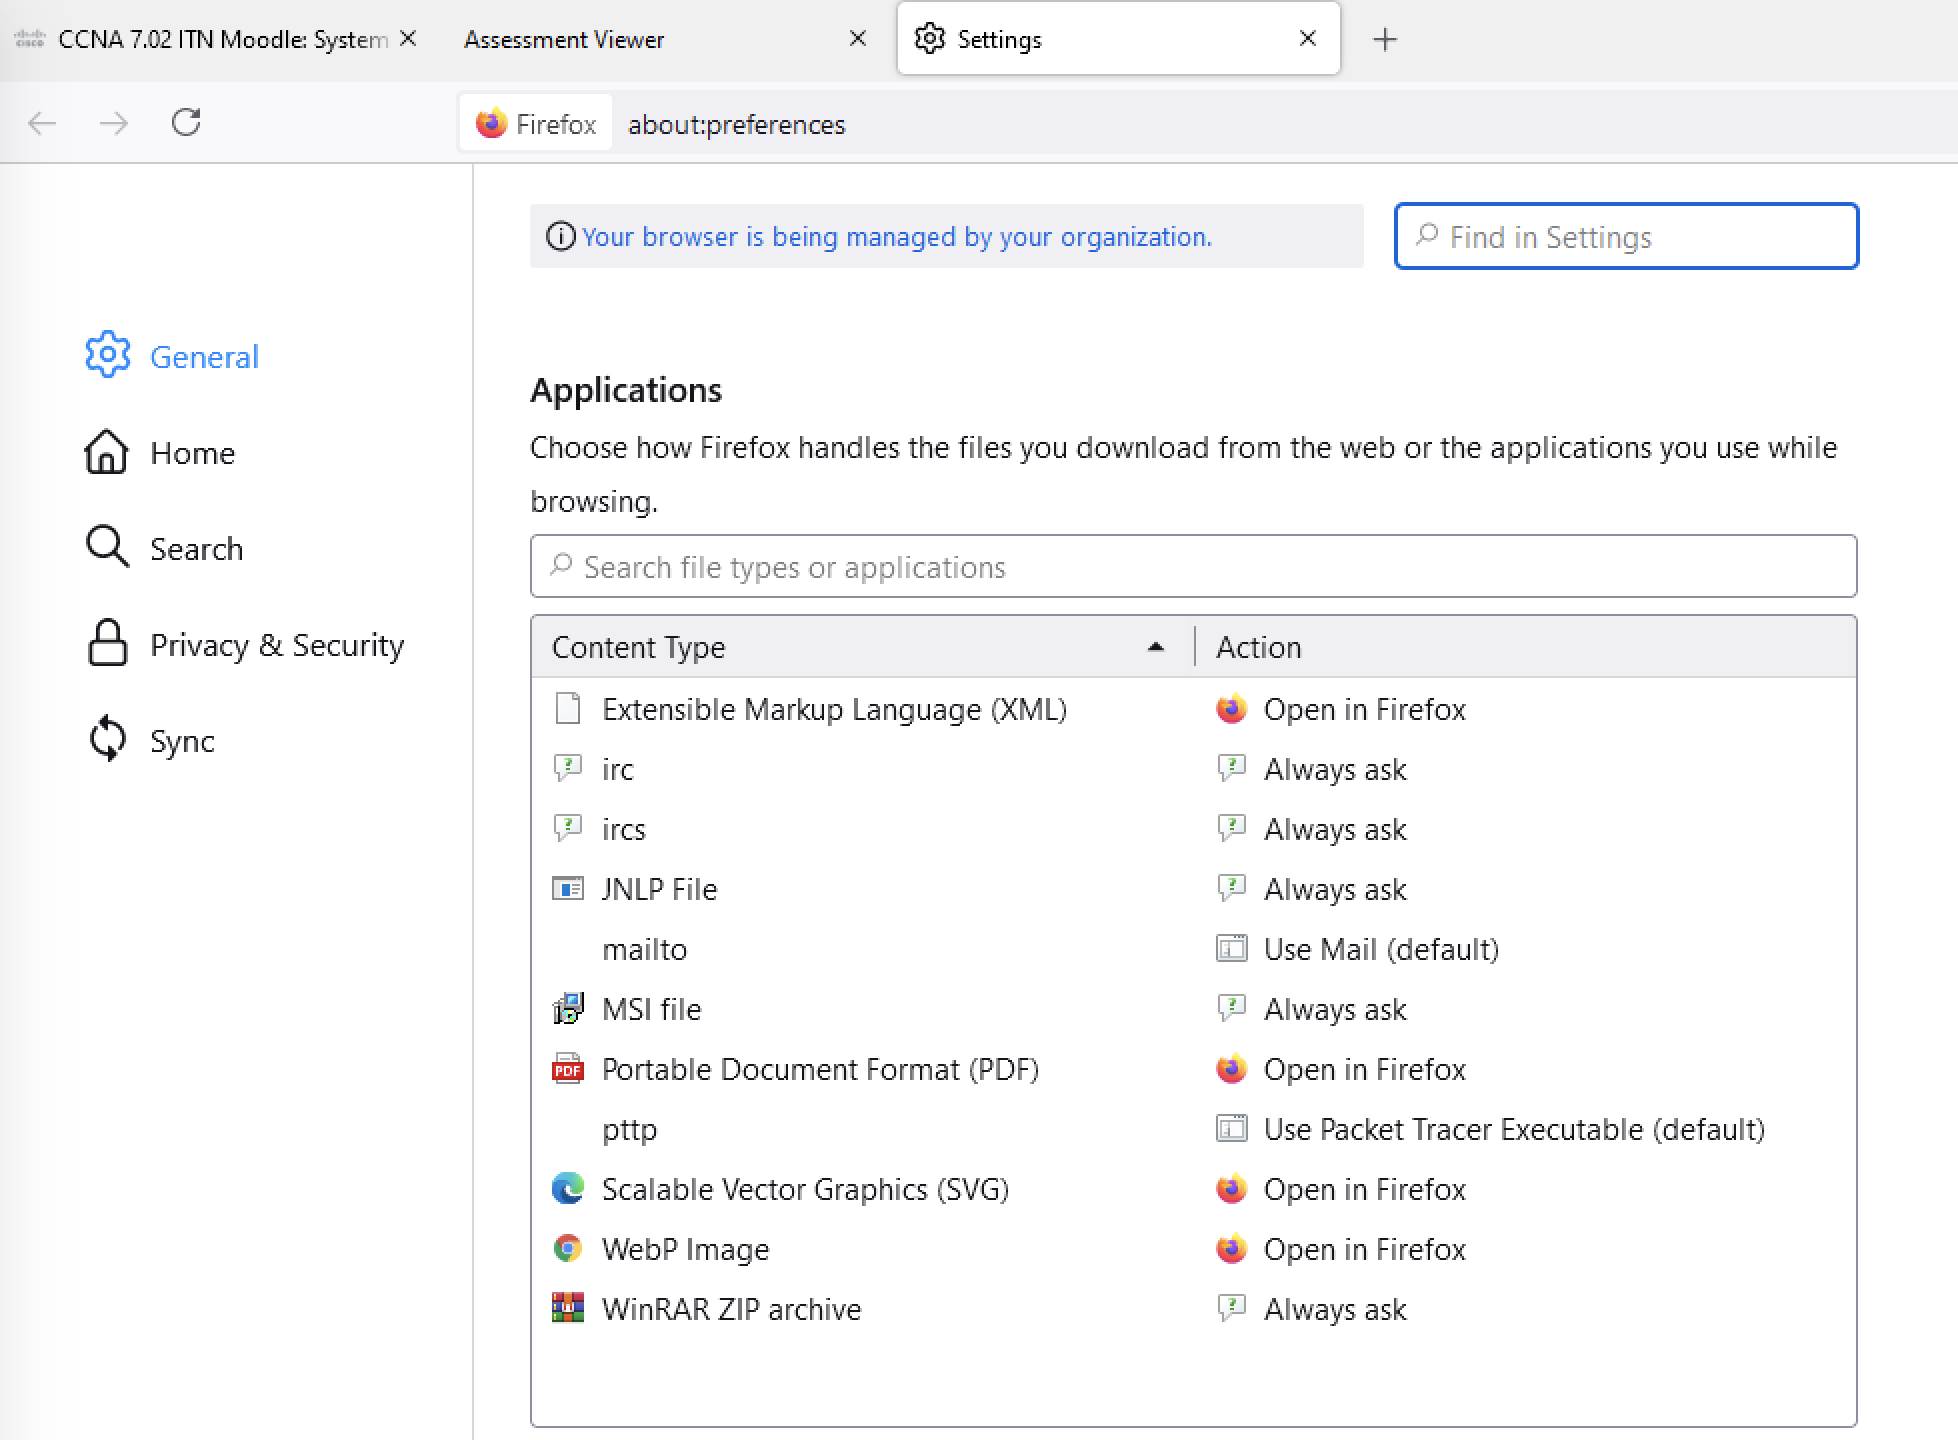 CCNA 7.02 ITN Moodle: System
Assessment Viewer
Settings
Firefox about:preferences
Your browser is being managed by your organization.
Find in Settings
General
Home
Search
Privacy & Security
Sync
Applications
Choose how Firefox handles the files you download from the web or the applications you use while
browsing.
Search file types or applications
Content Type Action
Extensible Markup Language (XML) Open in Firefox
irc Always ask
ircs Always ask
JNLP File Always ask
mailto Use Mail (default)
MSI file Always ask
PDF Portable Document Format (PDF) Open in Firefox
pttp Use Packet Tracer Executable (default)
Scalable Vector Graphics (SVG) Open in Firefox
WebP Image Open in Firefox
WinRAR ZIP archive Always ask